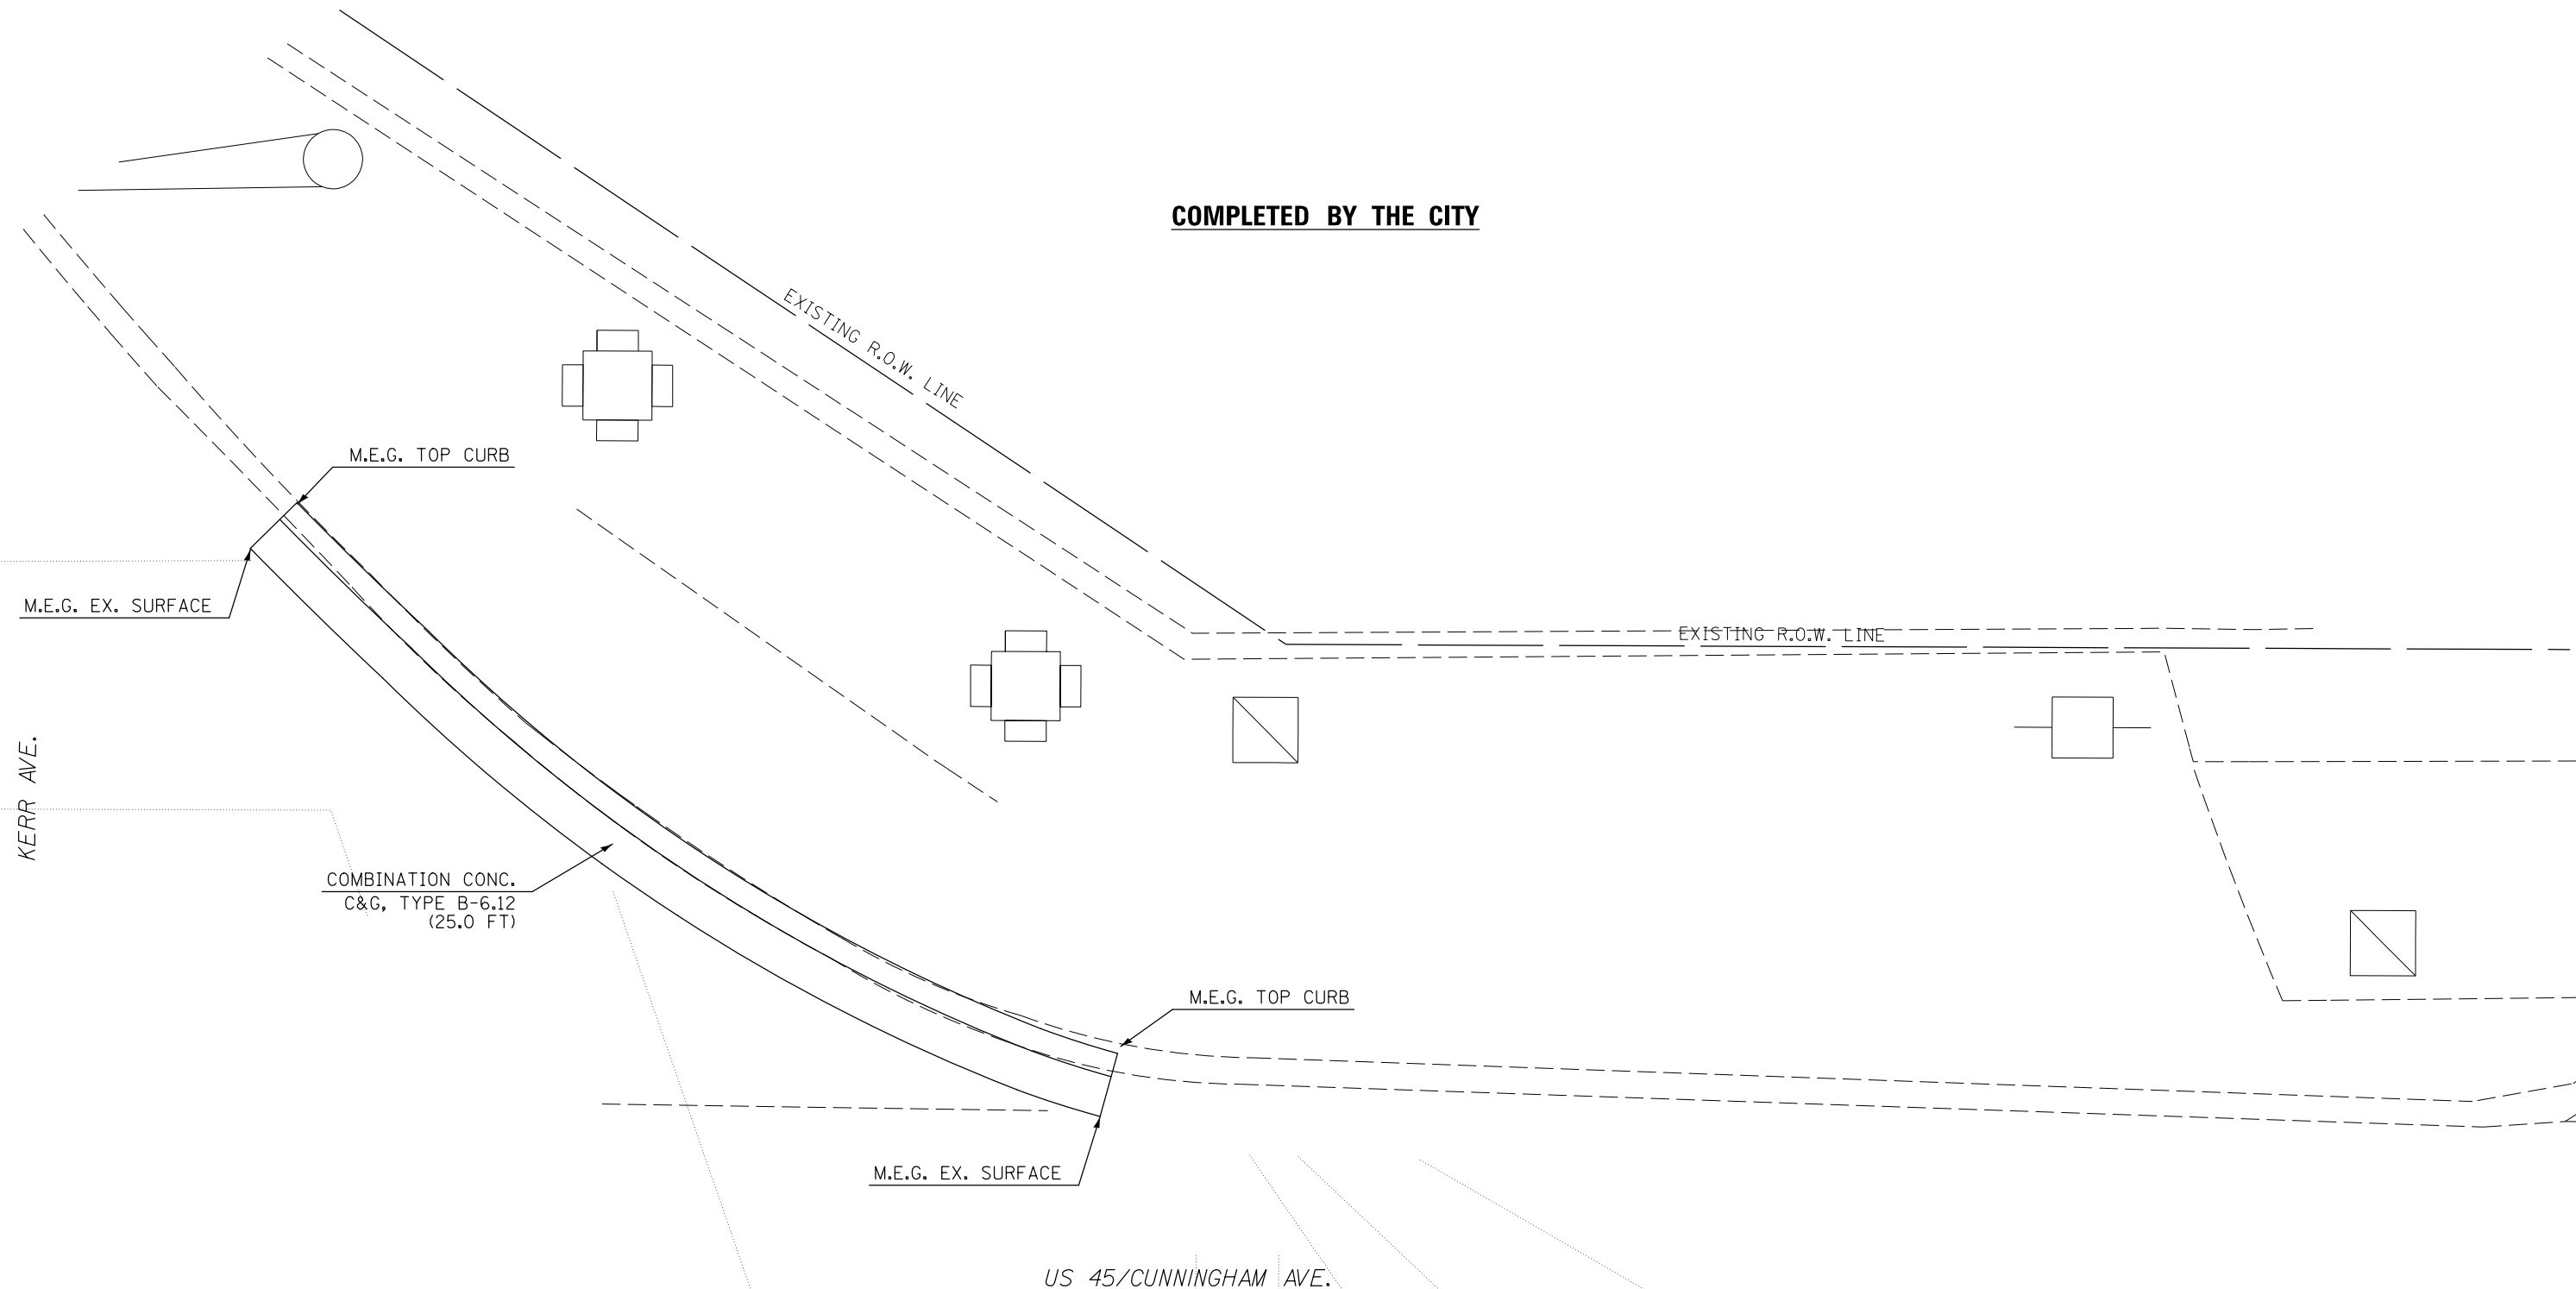 COMPLETED BY THE CITY
EXISTING R.O.W. LINE
M.E.G. TOP CURB
M.E.G. EX. SURFACE
EXISTING R.O.W. LINE
KERR AVE.
COMBINATION CONC.
C&G, TYPE B-6.12
(25.0 FT)
M.E.G. TOP CURB
M.E.G. EX. SURFACE
US 45/CUNNINGHAM AVE.